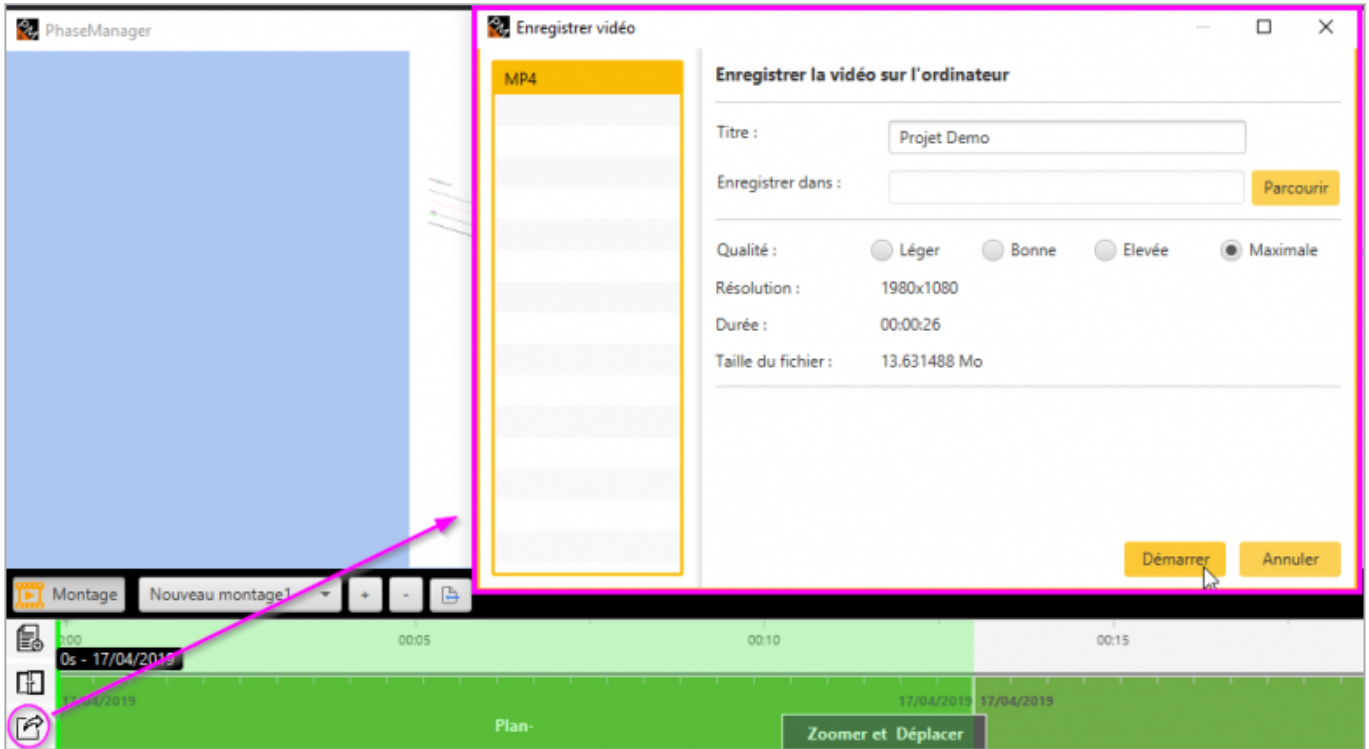 PhaseManager
Enregistrer vidéo
MP4
Enregistrer la vidéo sur l'ordinateur
Titre :
Projet Demo
Enregistrer dans :
Parcourir
Qualité :
Léger
Bonne
Elevée
Maximale
Résolution :
1980x1080
Durée :
00:00:26
Taille du fichier :
13.631488 Mo
Démarrer
Annuler
Montage
Nouveau montage1
+
-
00:05
00:10
00:15
0s - 17/04/2019
17/04/2019
17/04/2019
17/04/2019
Plan-
Zoomer et Déplacer